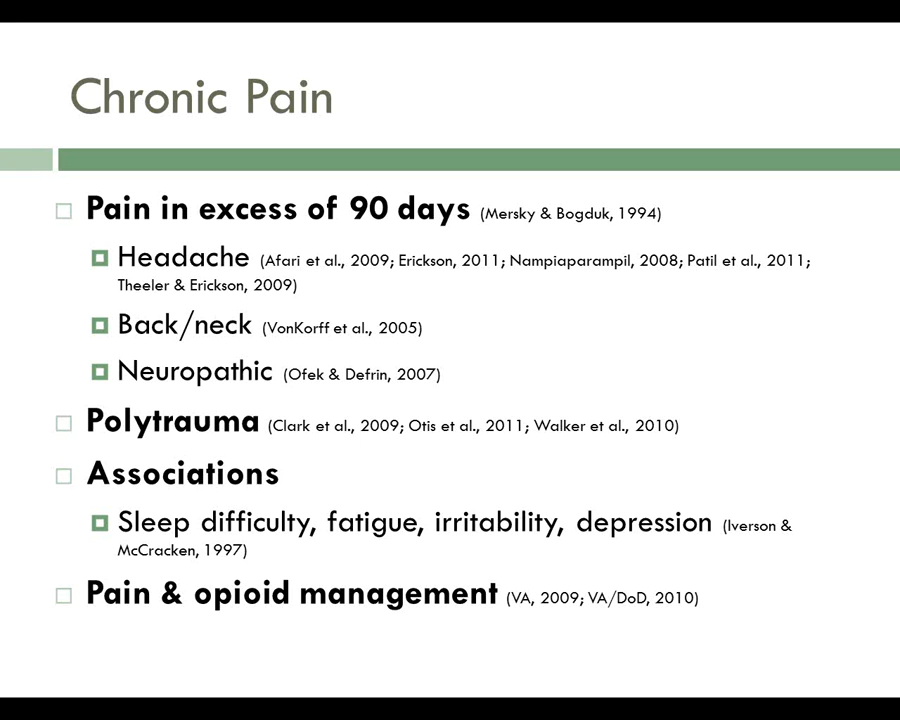 Chronic Pain
Pain in excess of 90 days (Mersky & Bogduk, 1994)
Headache (Afari et al., 2009; Erickson, 2011; Nampiaparampil, 2008; Patil et al., 2011;
Theeler & Erickson, 2009)
Back/neck (VonKorff et al., 2005)
Neuropathic (Ofek & Defrin, 2007)
Polytrauma (Clark et al., 2009; Otis et al., 2011; Walker et al., 2010)
Associations
Sleep difficulty, fatigue, irritability, depression (Iverson &
McCracken, 1997)
Pain & opioid management (VA, 2009; VA/DoD, 2010)